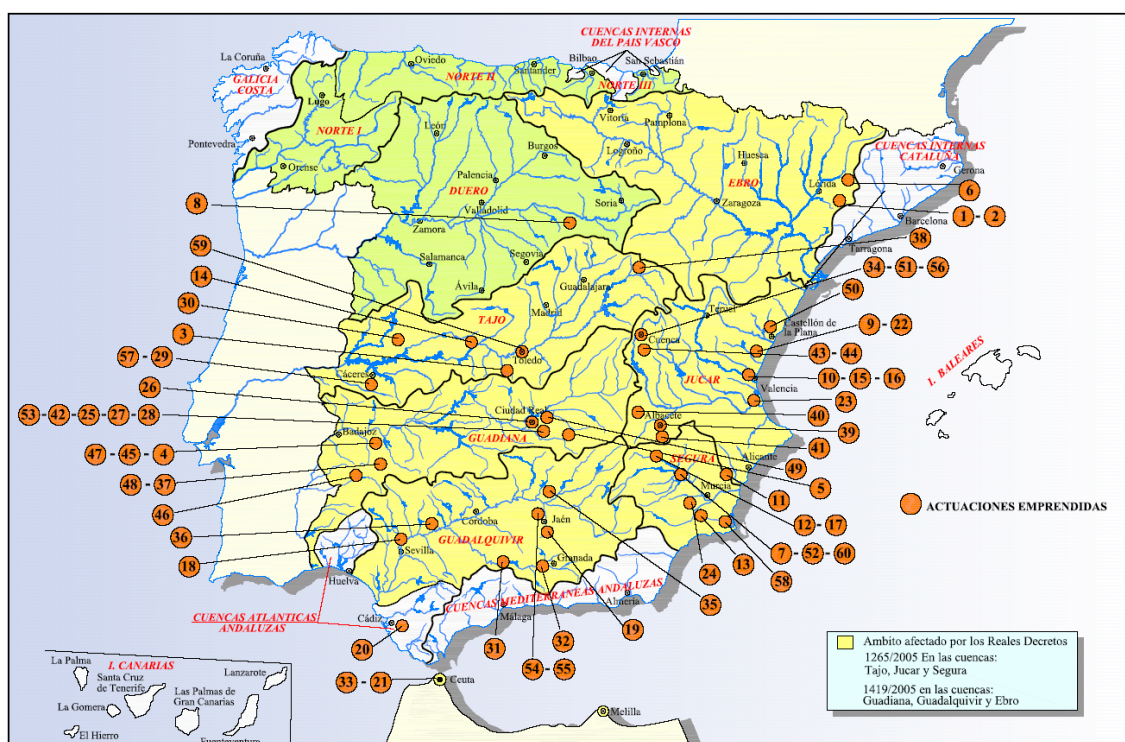 CUENCAS INTERNAS
DEL PAIS VASCO
La Coruña
Oviedo
Santander
Bilbao
San Sebastián
GALICIA
COSTA
NORTE II
NORTE III
Lugo
Vitoria
Pamplona
NORTE I
León
Pontevedra
Burgos
Logroño
Huesca
CUENCAS INTERNAS
CATALUÑA
Gerona
Orense
Palencia
DUERO
EBRO
Lérida
6
8
Valladolid
Soria
Zaragoza
Zamora
Barcelona
1 - 2
59
Tarragona
38
Salamanca
Segovia
34 - 51 - 56
14
Ávila
Guadalajara
50
30
Madrid
Teruel
TAJO
Castellón
de la Plana
9 - 22
3
Cuenca
Toledo
43 - 44
57 - 29
Cáceres
JUCAR
I. BALEARES
10 - 15 - 16
26
Valencia
23
53 - 42 - 25 - 27 - 28
Ciudad Real
Albacete
40
39
Badajoz
GUADIANA
41
47 - 45 - 4
SEGURA
Alicante
49
48 - 37
5
Murcia
11
ACTUACIONES EMPRENDIDAS
46
12 - 17
36
Córdoba
Jaén
7 - 52 - 60
GUADALQUIVIR
13
18
Sevilla
24
58
Granada
Huelva
35
CUENCAS MEDITERRANEAS ANDALUZAS
Almería
Málaga
CUENCAS ATLANTICAS
ANDALUZAS
Cádiz
19
32
20
31
54 - 55
33 - 21
Ceuta
Melilla
I. CANARIAS
La Palma
Santa Cruz
de Tenerife
Lanzarote
Las Palmas de
Gran Canarias
La Gomera
El Hierro
Fuerteventura
Ambito afectado por los Reales Decretos
1265/2005 En las cuencas:
Tajo, Jucar y Segura
1419/2005 en las cuencas:
Guadiana, Guadalquivir y Ebro